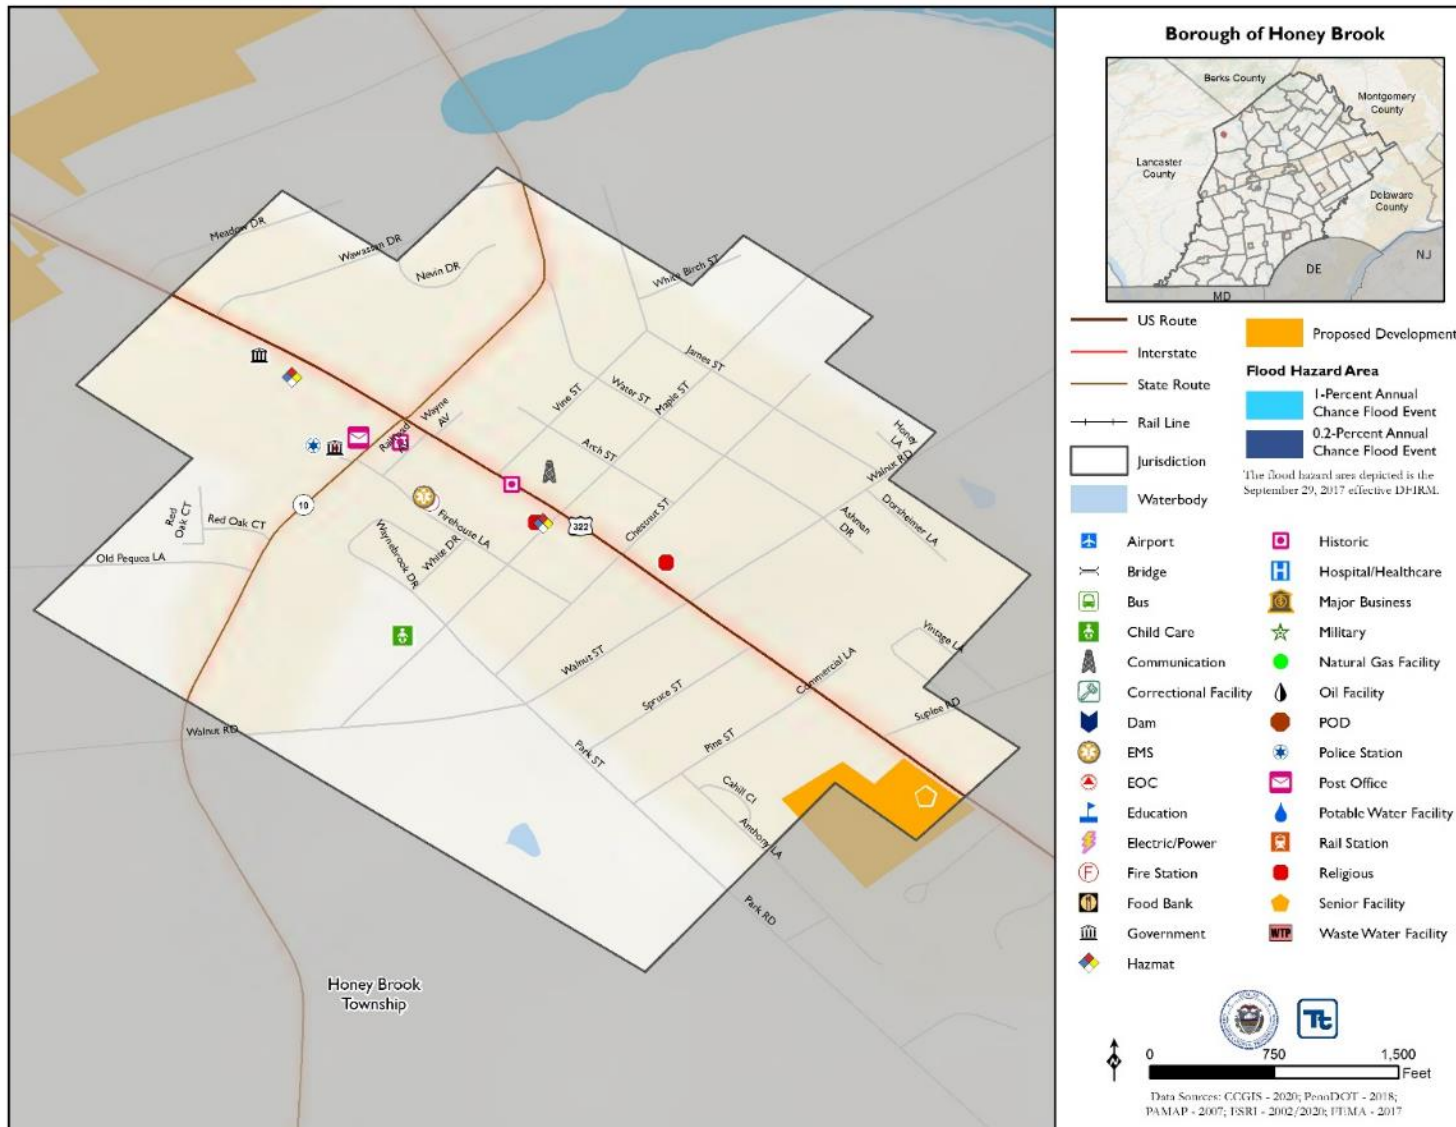 Borough of Honey Brook
Berks County
Montgomery
County
Lancaster
County
Delaware
County
NJ
DE
MD
US Route
Interstate
State Route
Rail Line
Jurisdiction
Waterbody
Proposed Development
Flood Hazard Area
1-Percent Annual
Chance Flood Event
0.2-Percent Annual
Chance Flood Event
The flood hazard area depicted is the
September 29, 2017 effective DFIRM.
Airport
Bridge
Bus
Child Care
Communication
Correctional Facility
Dam
EMS
EOC
Education
Electric/Power
F
Fire Station
Food Bank
Government
Hazmat
Historic
H
Hospital/Healthcare
Major Business
Military
Natural Gas Facility
Oil Facility
POD
Police Station
Post Office
Potable Water Facility
Rail Station
Religious
Senior Facility
WTP
Waste Water Facility
Tt
N
0
750
1,500
Feet
Data Sources: CCGIS - 2020; PennDOT - 2018;
PAMAP - 2007; ESRI - 2002/2020; FEMA - 2017
Meadow DR
Wawassan DR
Nevin DR
White Birch ST
James ST
Water ST
Maple ST
Vine ST
Wayne
AV
Arch ST
Honey
LA
Walnut RD
Dorsheimer LA
Ashman
DR
Chestnut ST
322
10
Red
Oak CT
Red Oak CT
Old Pequea LA
Firehouse LA
White DR
Waynebrook DR
Walnut ST
Vintage LA
Commercial LA
Spruce ST
Suplee RD
Pine ST
Walnut RD
Park ST
Cahill CI
Anthony LA
Park RD
Honey Brook
Township